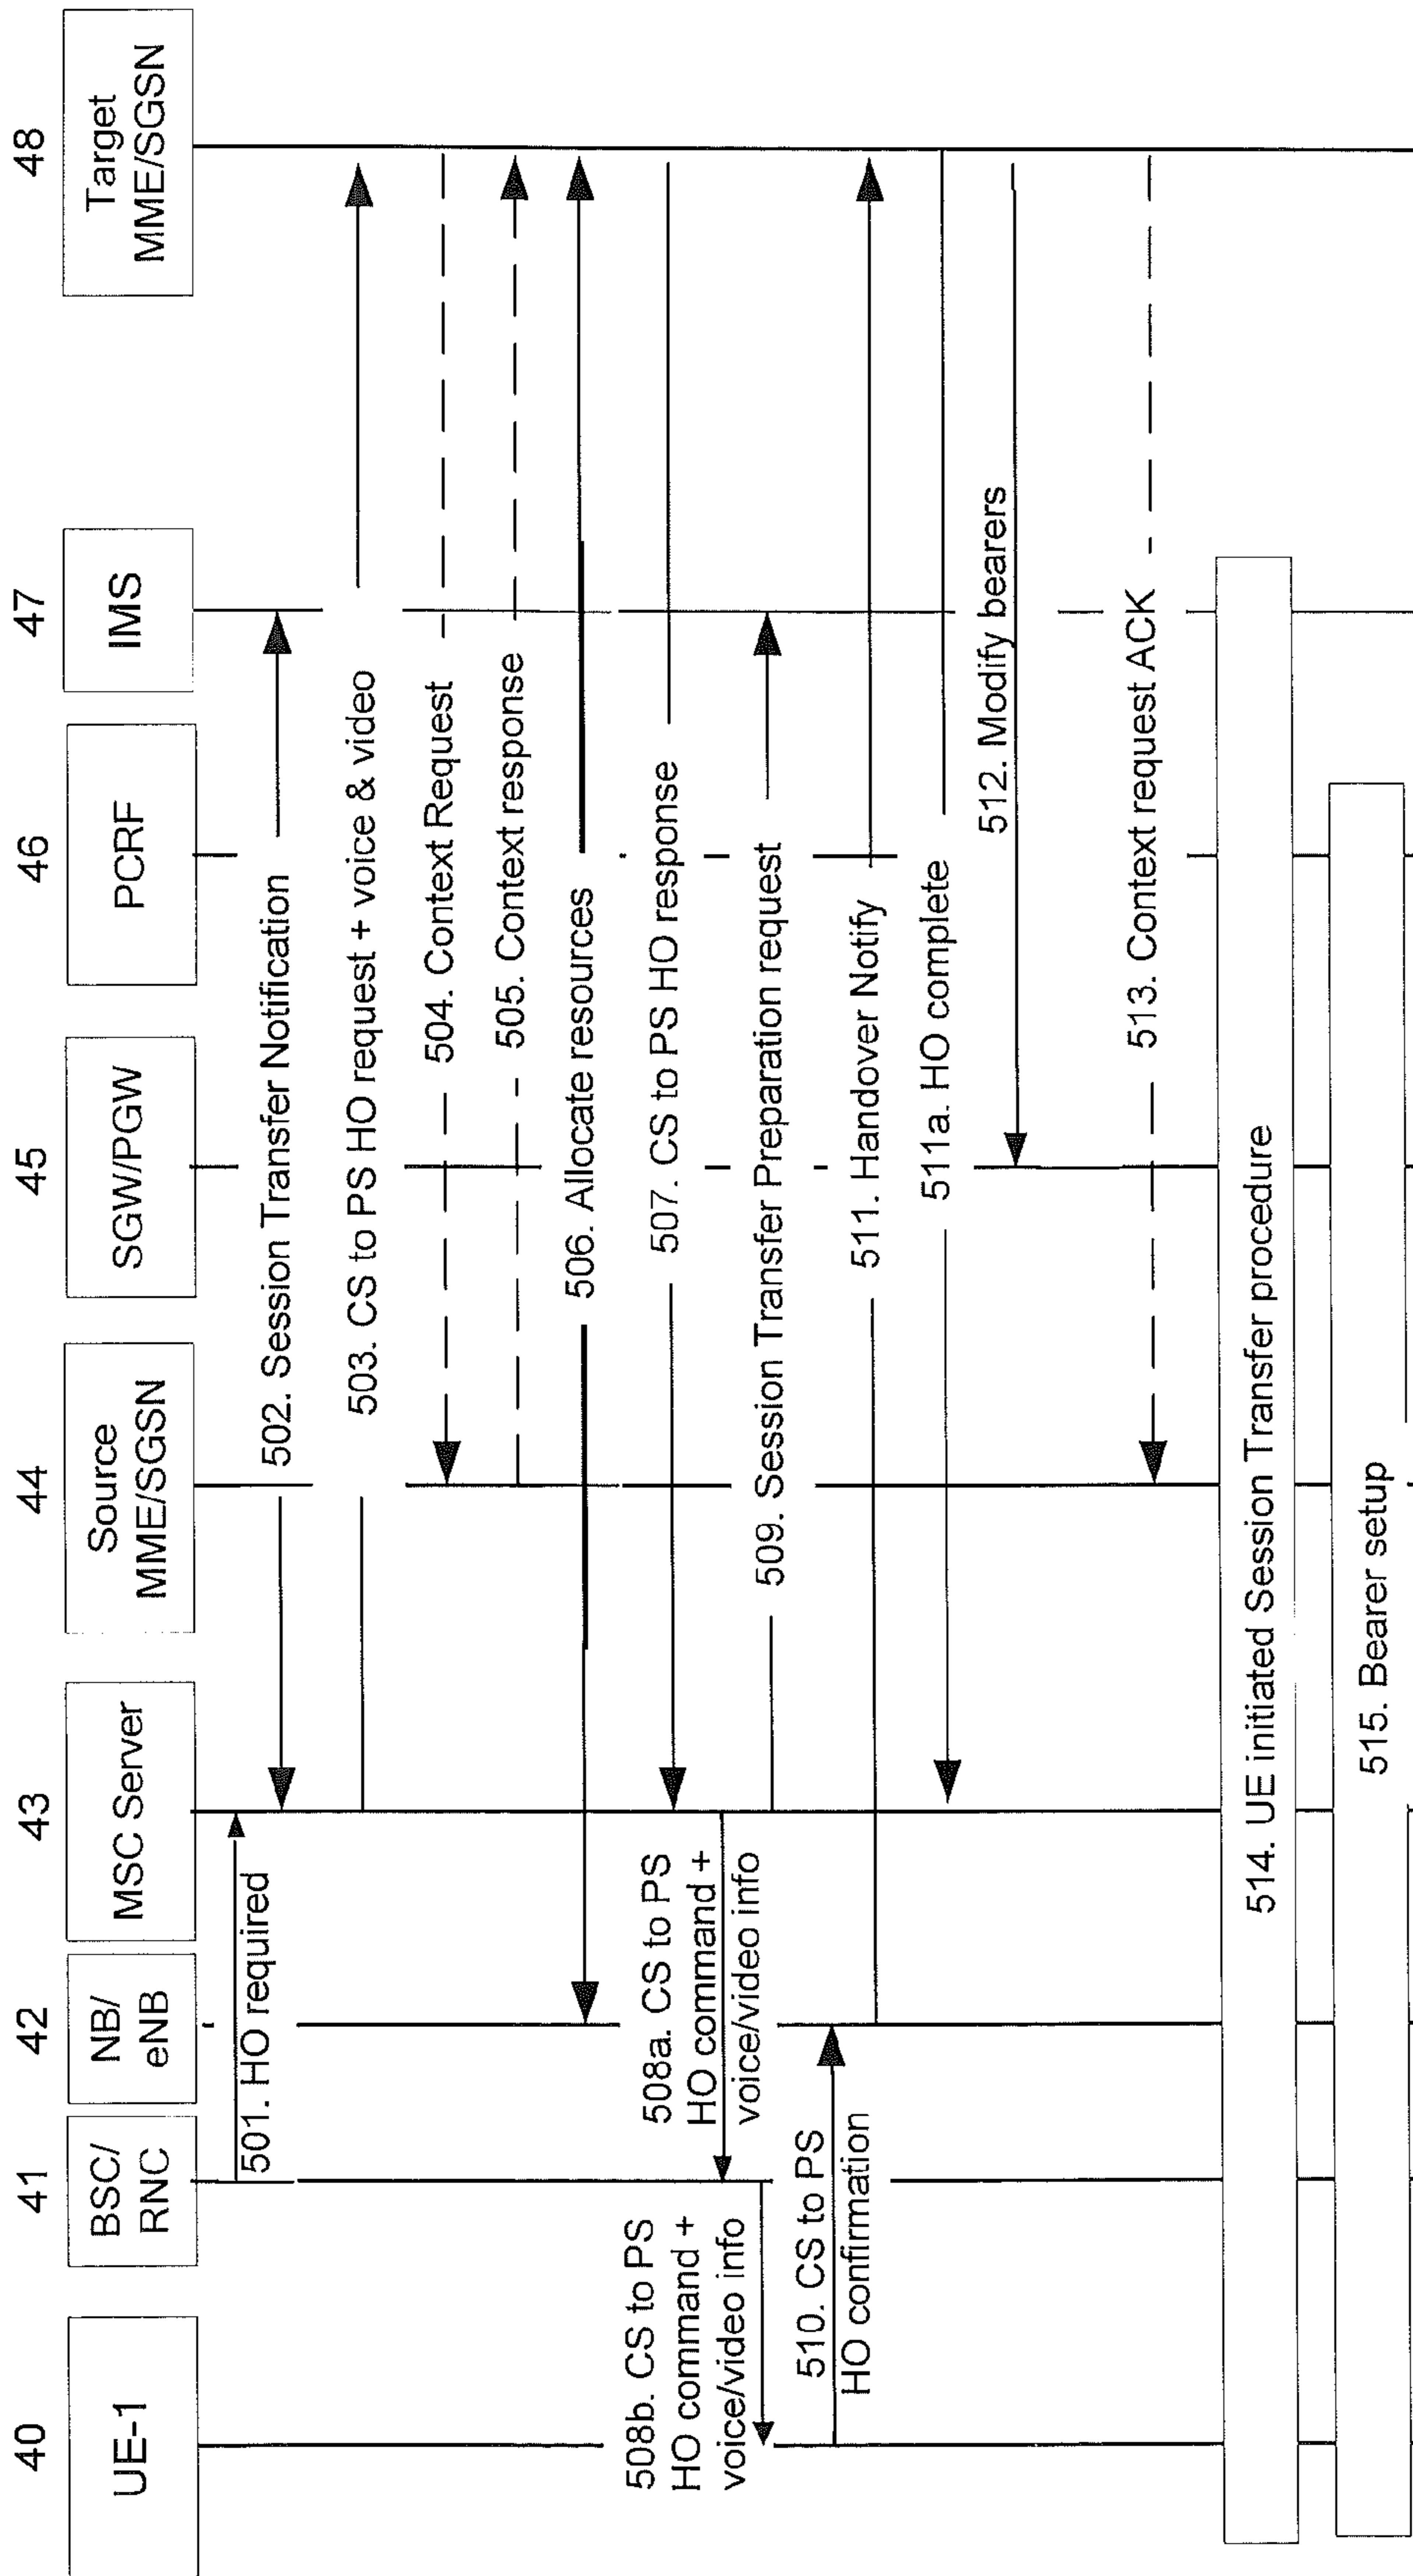 40
41
42
43
44
45
46
47
48
UE-1
BSC/
RNC
NB/
eNB
MSC Server
Source
MME/SGSN
SGW/PGW
PCRF
IMS
Target
MME/SGSN
501. HO required
502. Session Transfer Notification
503. CS to PS HO request + voice & video
504. Context Request
505. Context response
506. Allocate resources
507. CS to PS HO response
508a. CS to PS
HO command +
voice/video info
508b. CS to PS
HO command +
voice/video info
509. Session Transfer Preparation request
510. CS to PS
HO confirmation
511. Handover Notify
511a. HO complete
512. Modify bearers
513. Context request ACK
514. UE initiated Session Transfer procedure
515. Bearer setup